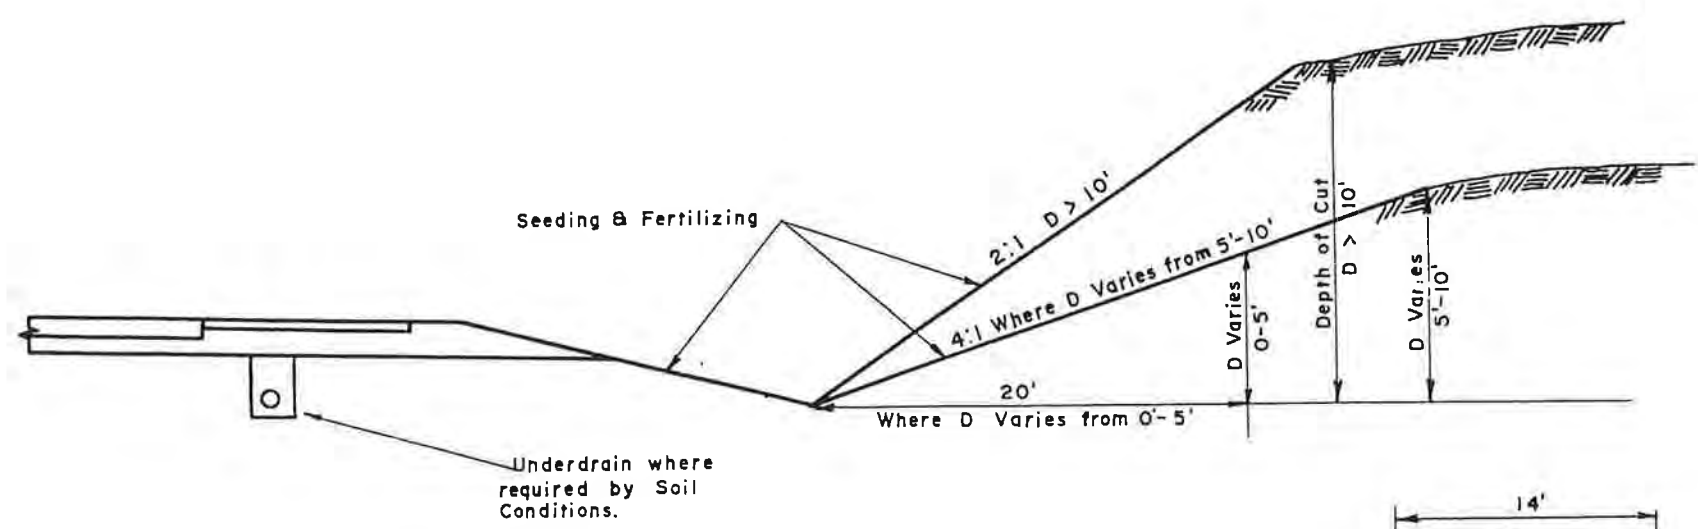 Seeding & Fertilizing
2:1 D > 10'
4:1 Where D Varies from 5'-10'
D Varies
0-5'
Depth of Cut
D > 10'
D Varies
5'-10'
20'
Where D Varies from 0'-5'
Underdrain where
required by Soil
Conditions.
14'